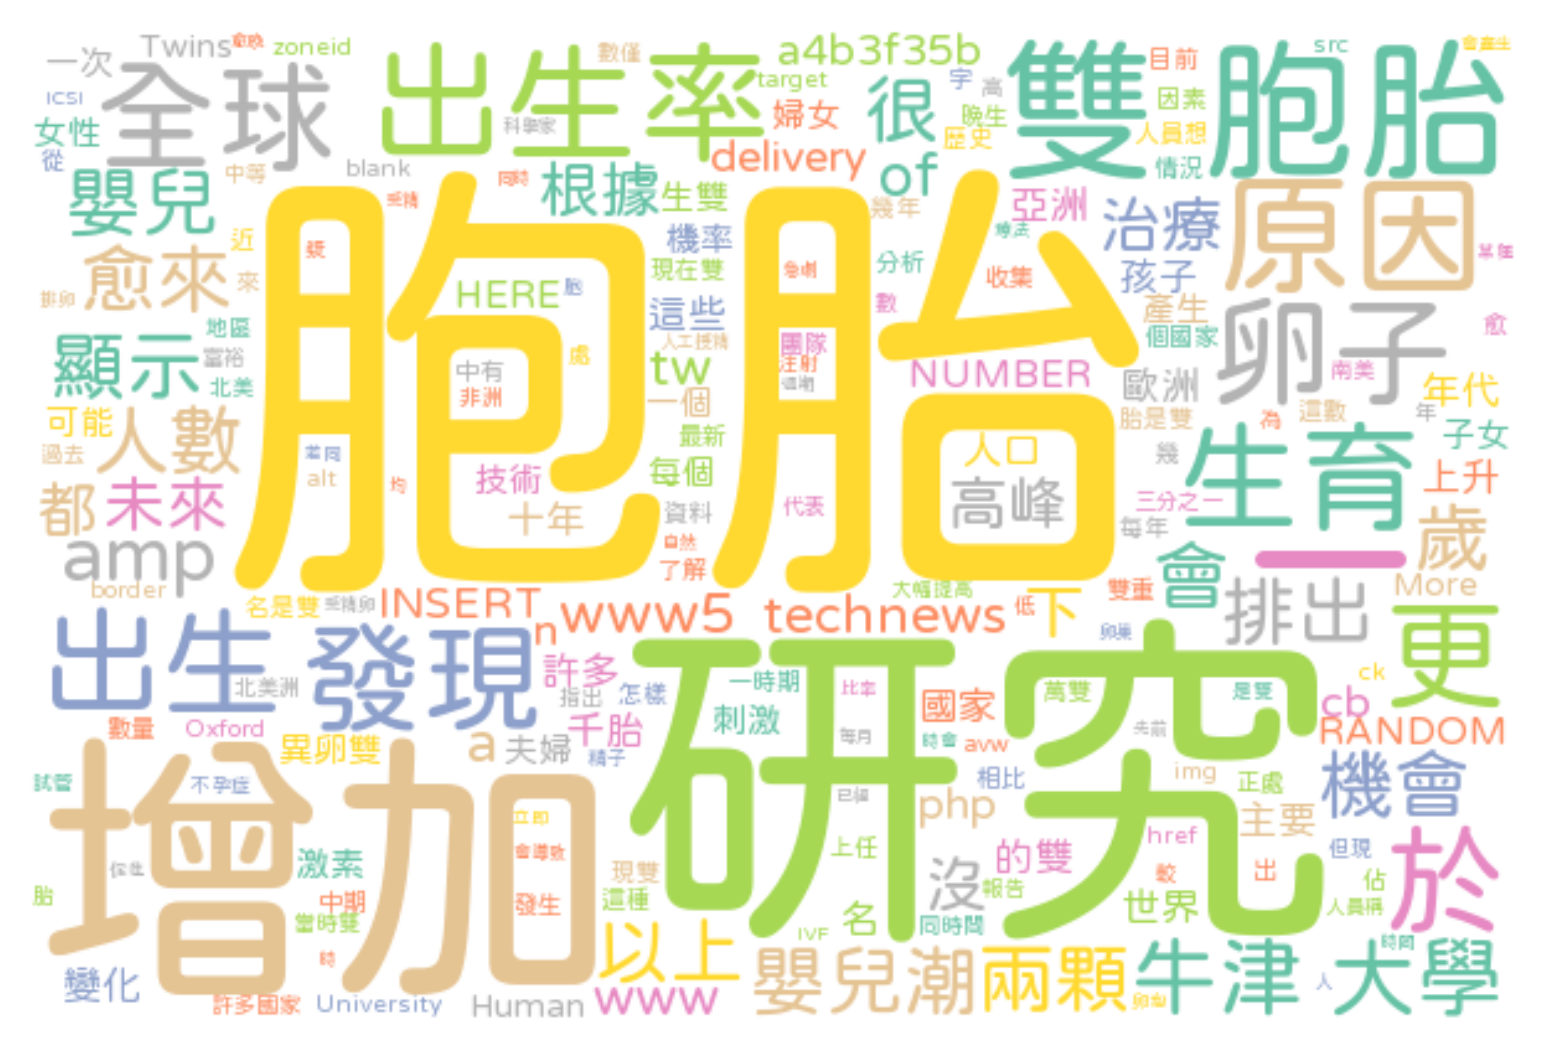 一次 Twins zoneid 出生率 數僅 a4b3f35b 雙胞胎 目前 src 會產生
ICSI 全球 target 婦女 很 宇 高 因素
女性 科學家 晚生 歷史 人員想
從 中等 blank delivery of 情況
嬰兒 同時 根據 生雙 幾年 亞洲 治療 原因
近 機率 分析 收集
愈來 來 現在雙 孩子
排卵 HERE 胞 這些 數 產生
地區 個國家 愈
顯示 富裕 處 團隊 卵子
北美 中有 tw 注射 NUMBER 歐洲 南美 年代
非洲 一個
可能 人數 胞胎 最新 胎是雙 為 這數 年
過去 人口 幾 子女
alt 技術 每個 生育 上升
都 未來 均 代表 高峰 三分之一
十年 資料 每年 歲
amp 自然 一
border 了解 大幅提高 雙重 會 More
名是雙 INSERT www5 technews 低 下 排出
n 卵巢 更
出生 發現 許多 研究
北美洲 指出 怎樣 一時期 比率 萬雙 是雙 ck
數量 Oxford 千胎 刺激 國家 cb
異卵雙 a 夫婦 精子 每月 時會 avw 先前 RANDOM
試管 不孕症 相比 img 正處 機會
增加 php 主要
立即 href
激素 上任 的雙 但現 於
胎 現雙 沒 報告 較 出 佔
中期 發生 這種 世界 人員稱
當時雙 名 同時間
時 以上 IVF 時間
變化 嬰兒潮 兩顆 牛津 大學
許多國家 University Human www 人